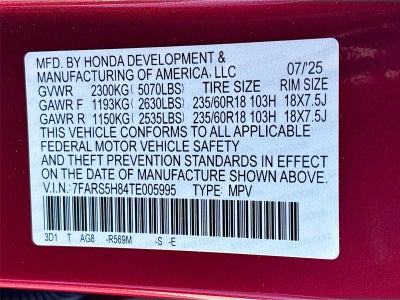 MFD. BY HONDA DEVELOPMENT &
MANUFACTURING OF AMERICA, LLC 07/'25
GVWR 2300KG( 5070LBS) TIRE SIZE RIM SIZE
GAWR F 1193KG( 2630LBS) 235/60R18 103H 18X7.5J
GAWR R 1150KG( 2535LBS) 235/60R18 103H 18X7.5J
THIS VEHICLE CONFORMS TO ALL APPLICABLE
FEDERAL MOTOR VEHICLE SAFETY
AND THEFT PREVENTION STANDARDS IN EFFECT
ON THE DATE OF MANUFACTURE SHOWN ABOVE.
V.I.N. 7FARS5H84TE005995 TYPE: MPV
3D1 T AG8 -R569M -S -E